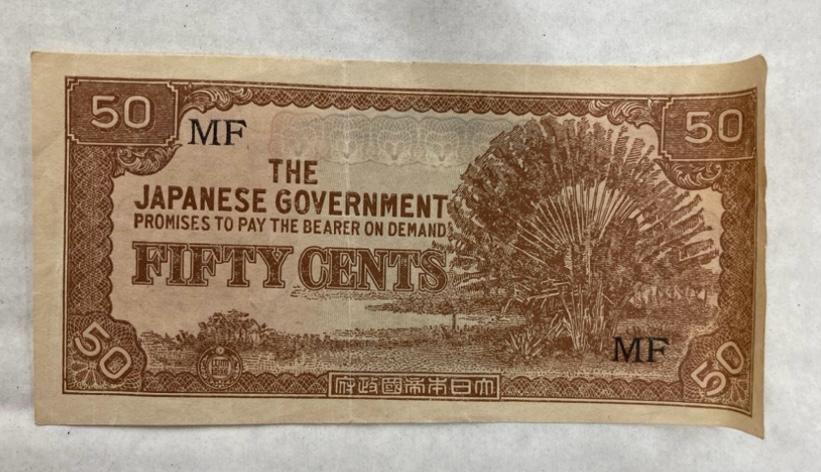 50
50
MF
THE
JAPANESE GOVERNMENT
PROMISES TO PAY THE BEARER ON DEMAND
FIFTY CENTS
MF
50
50
大日本帝國政府